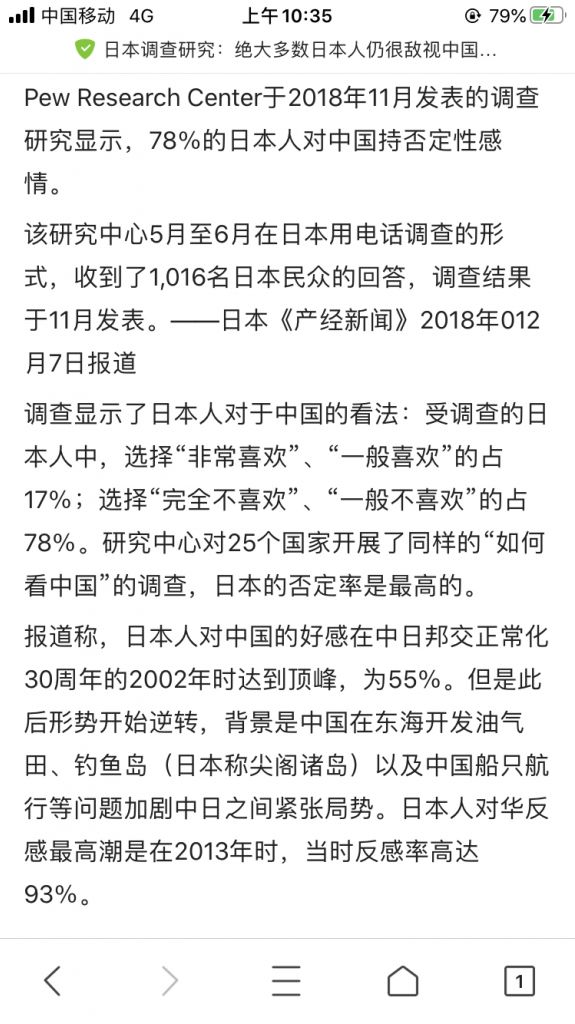 中国移动 4G 上午10:35 79%
日本调查研究：绝大多数日本人仍很敌视中国...
Pew Research Center于2018年11月发表的调查
研究显示，78%的日本人对中国持否定性感
情。
该研究中心5月至6月在日本用电话调查的形
式，收到了1,016名日本民众的回答，调查结果
于11月发表。——日本《产经新闻》2018年012
月7日报道
调查显示了日本人对于中国的看法：受调查的日
本人中，选择“非常喜欢”、“一般喜欢”的占
17%；选择“完全不喜欢”、“一般不喜欢”的占
78%。研究中心对25个国家开展了同样的“如何
看中国”的调查，日本的否定率是最高的。
报道称，日本人对中国的好感在中日邦交正常化
30周年的2002年时达到顶峰，为55%。但是此
后形势开始逆转，背景是中国在东海开发油气
田、钓鱼岛（日本称尖阁诸岛）以及中国船只航
行等问题加剧中日之间紧张局势。日本人对华反
感最高潮是在2013年时，当时反感率高达
93%。
1